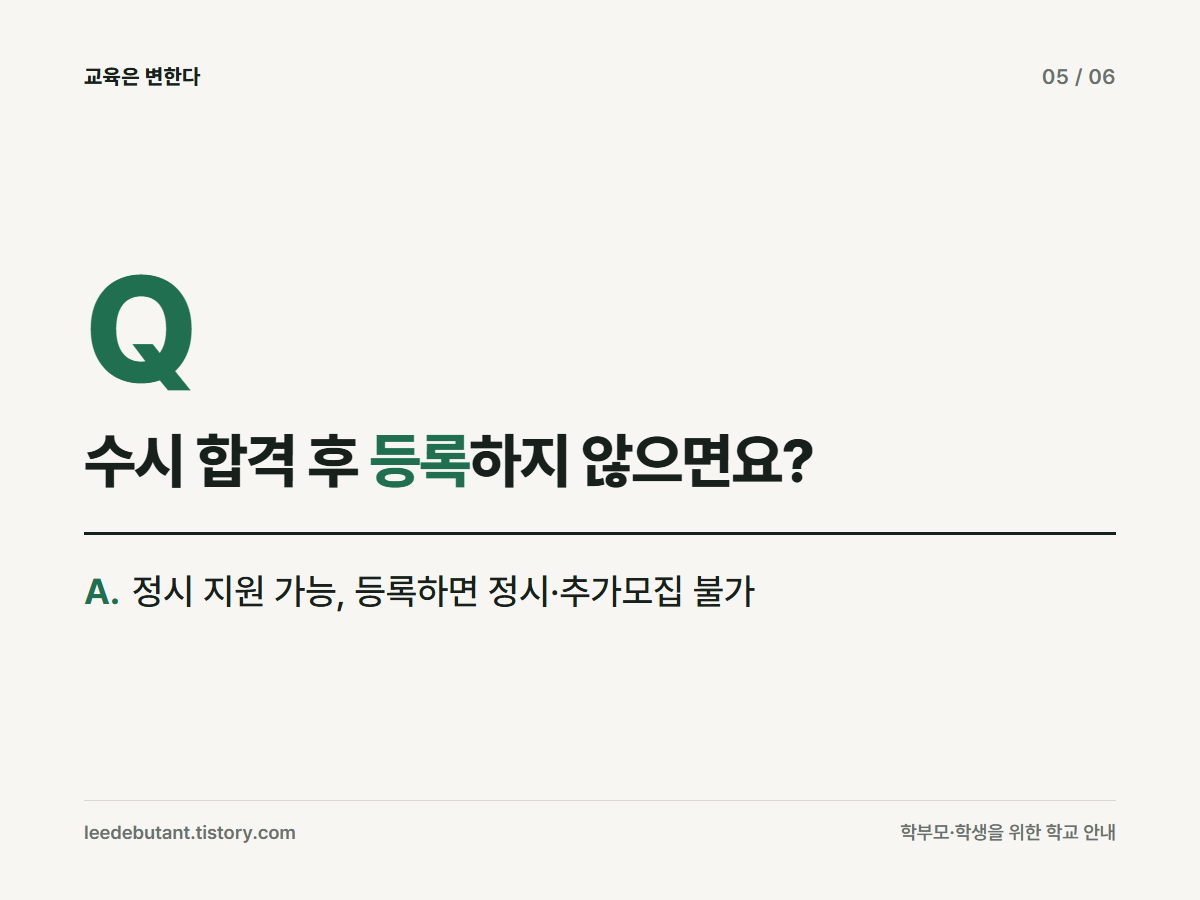 교육은 변한다
05 / 06
Q
수시 합격 후 등록하지 않으면요?
A. 정시 지원 가능, 등록하면 정시·추가모집 불가
leedebutant.tistory.com
학부모·학생을 위한 학교 안내